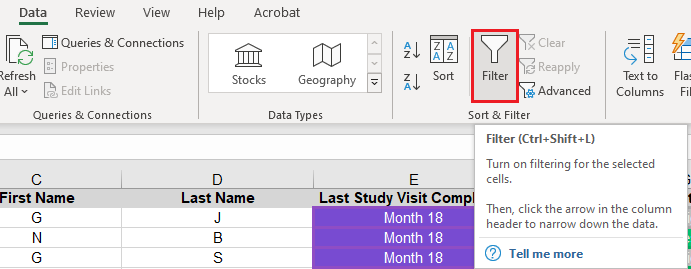 Data Review View Help Acrobat
Refresh
All
Queries & Connections
Properties
Edit Links
Queries & Connections
Stocks
Geography
Data Types
A
Z
Z
A
Z A
A Z
Sort
Filter
Clear
Reapply
Advanced
Sort & Filter
Text to
Columns
Filter (Ctrl+Shift+L)
Turn on filtering for the selected
cells.
Then, click the arrow in the column
header to narrow down the data.
Tell me more
C D E
First Name Last Name Last Study Visit Compl
G J Month 18
N B Month 18
G S Month 18